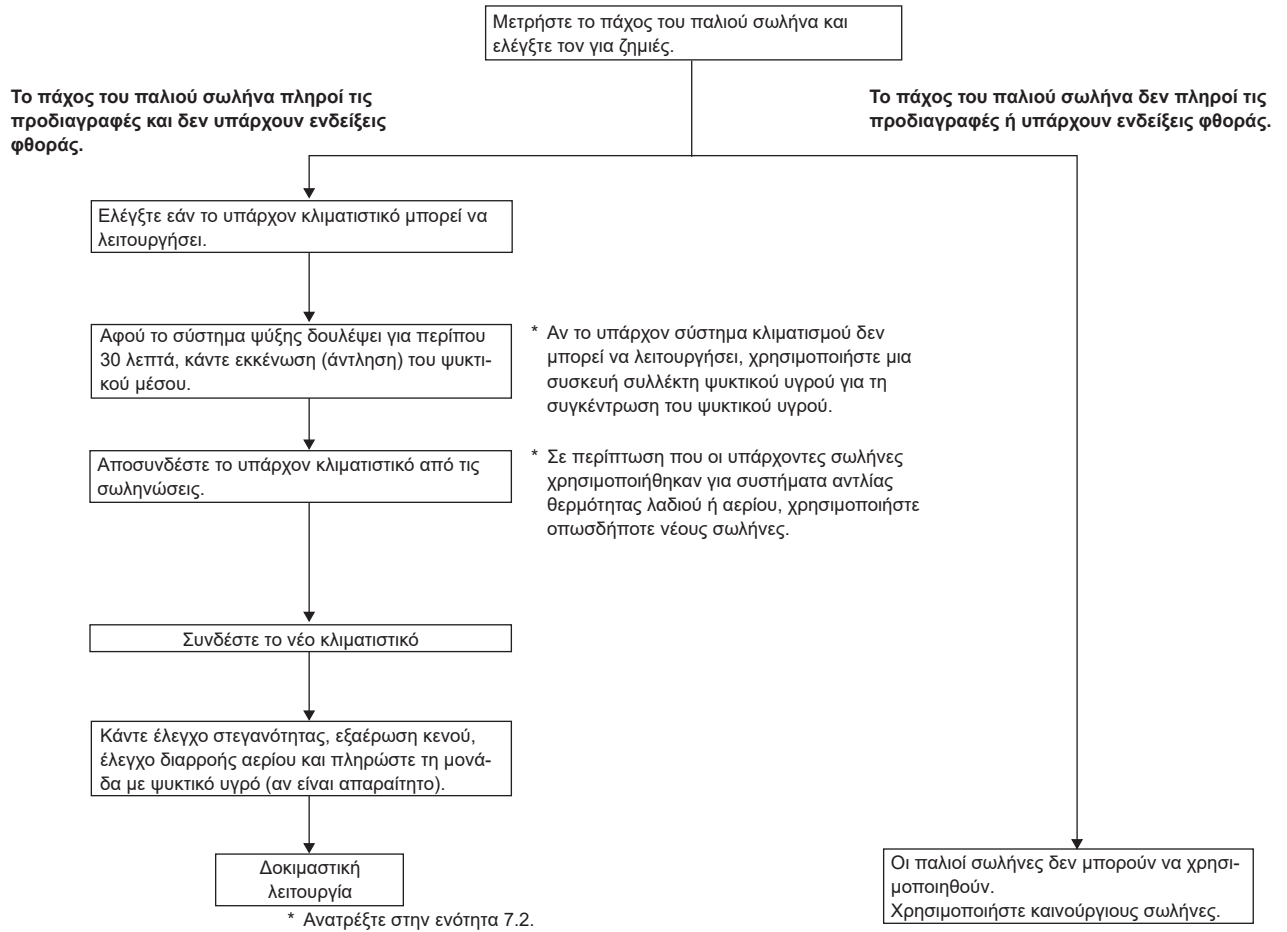 Μετρήστε το πάχος του παλιού σωλήνα και
ελέγξτε τον για ζημιές.
Το πάχος του παλιού σωλήνα πληροί τις
προδιαγραφές και δεν υπάρχουν ενδείξεις
φθοράς.
Το πάχος του παλιού σωλήνα δεν πληροί τις
προδιαγραφές ή υπάρχουν ενδείξεις φθοράς.
Ελέγξτε εάν το υπάρχον κλιματιστικό μπορεί να
λειτουργήσει.
Αφού το σύστημα ψύξης δουλέψει για περίπου
30 λεπτά, κάντε εκκένωση (άντληση) του ψυκτι-
κού μέσου.
* Αν το υπάρχον σύστημα κλιματισμού δεν
μπορεί να λειτουργήσει, χρησιμοποιήστε μια
συσκευή συλλέκτη ψυκτικού υγρού για τη
συγκέντρωση του ψυκτικού υγρού.
Αποσυνδέστε το υπάρχον κλιματιστικό από τις
σωληνώσεις.
* Σε περίπτωση που οι υπάρχοντες σωλήνες
χρησιμοποιήθηκαν για συστήματα αντλίας
θερμότητας λαδιού ή αερίου, χρησιμοποιήστε
οπωσδήποτε νέους σωλήνες.
Συνδέστε το νέο κλιματιστικό
Κάντε έλεγχο στεγανότητας, εξαέρωση κενού,
έλεγχο διαρροής αερίου και πληρώστε τη μονά-
δα με ψυκτικό υγρό (αν είναι απαραίτητο).
Δοκιμαστική
λειτουργία
* Ανατρέξτε στην ενότητα 7.2.
Οι παλιοί σωλήνες δεν μπορούν να χρησι-
μοποιηθούν.
Χρησιμοποιήστε καινούργιους σωλήνες.